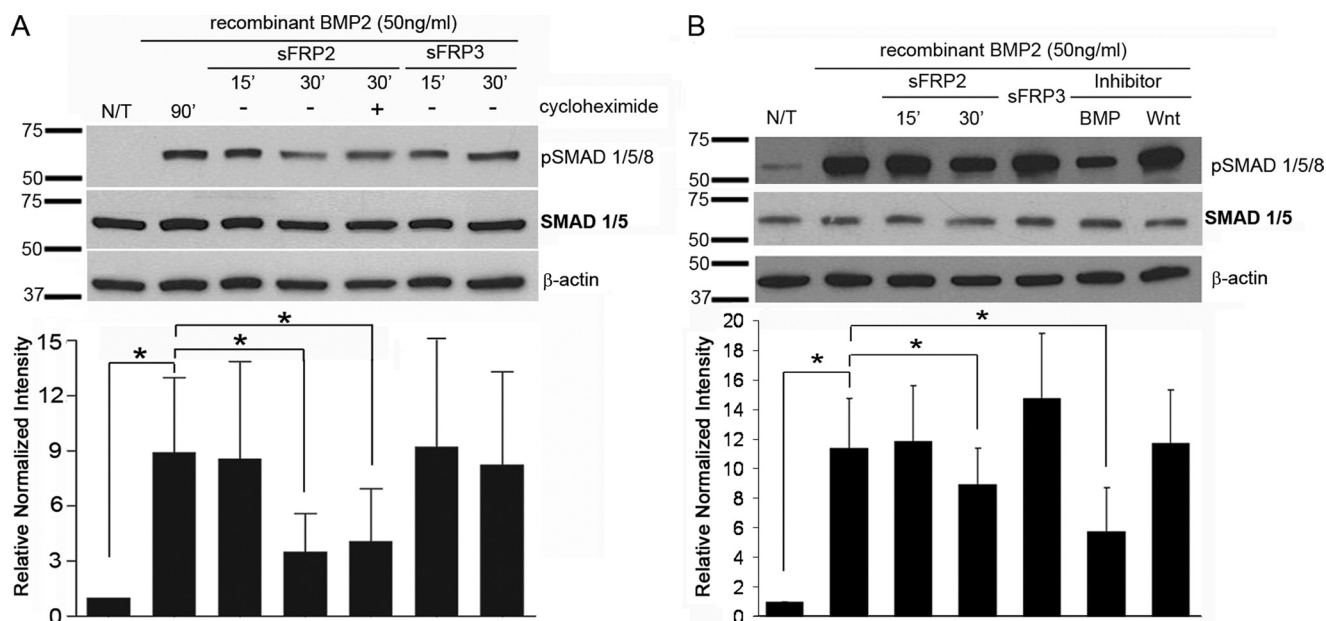 A
recombinant BMP2 (50ng/ml)
sFRP2 sFRP3
15' 30' 30' 15' 30'
N/T 90' - - + - - cycloheximide
75
50
pSMAD 1/5/8
75
50
SMAD 1/5
37
β-actin
Relative Normalized Intensity
15
12
9
6
3
0
* * *
B
recombinant BMP2 (50ng/ml)
sFRP2 sFRP3 Inhibitor
N/T 15' 30' BMP Wnt
75
50
pSMAD 1/5/8
75
50
SMAD 1/5
50
37
β-actin
Relative Normalized Intensity
20
18
16
14
12
10
8
6
4
2
0
* * *